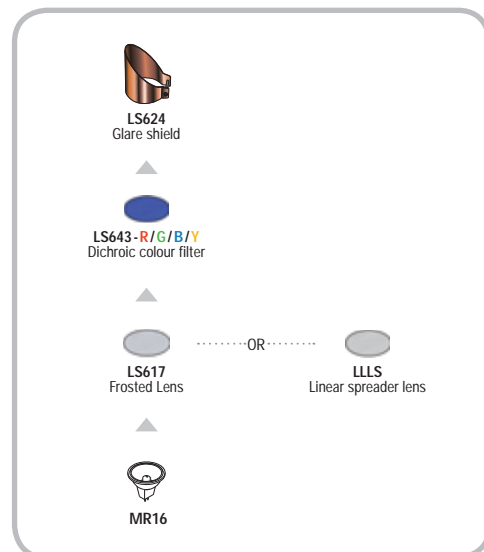 LS624
Glare shield
LS643-R/G/B/Y
Dichroic colour filter
OR
LS617
Frosted Lens
LLLS
Linear spreader lens
MR16